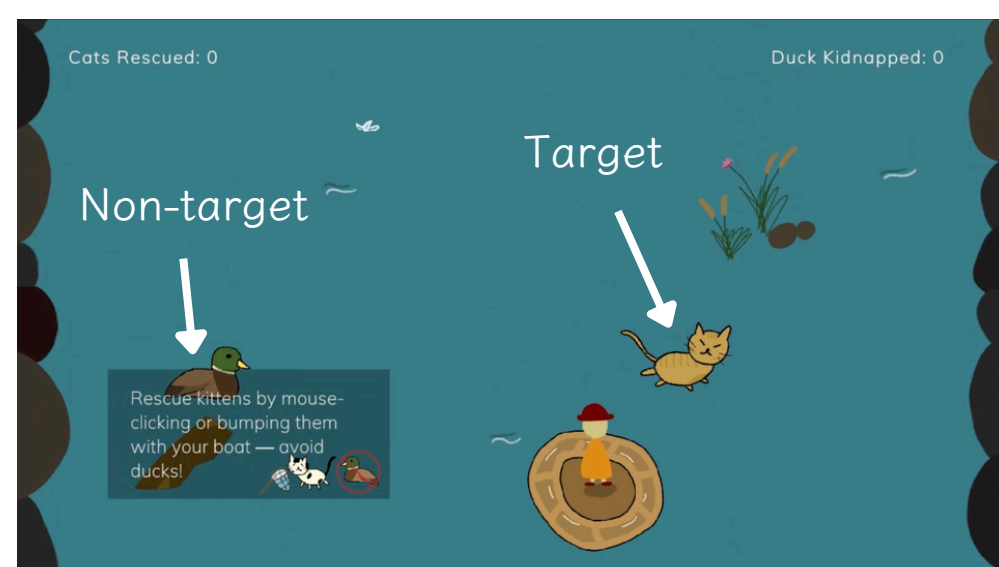 Cats Rescued: 0
Duck Kidnapped: 0
Target
Non-target
Rescue kittens by mouse-
clicking or bumping them
with your boat — avoid
ducks!